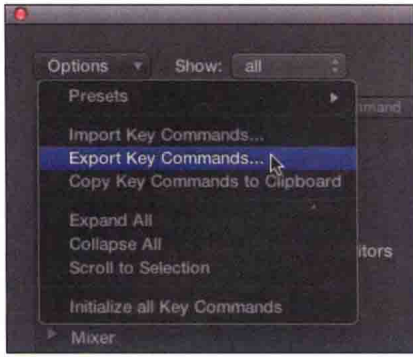 Options Show: all
Presets
Import Key Commands...
Export Key Commands...
Copy Key Commands to Clipboard
Expand All
Collapse All
Scroll to Selection
Initialize all Key Commands
Mixer